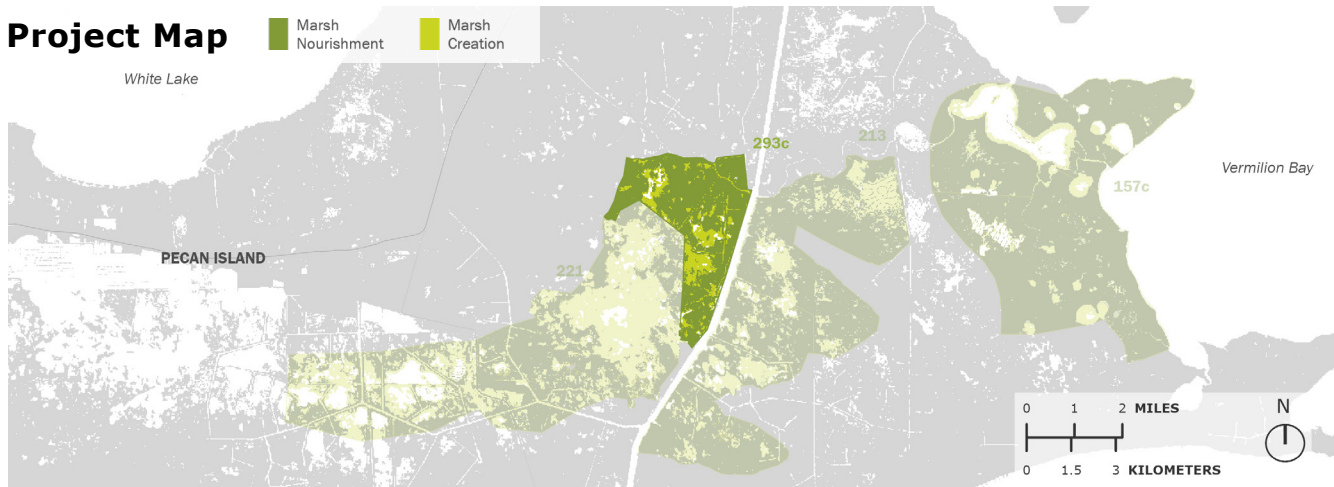 Project Map
Marsh
Nourishment
Marsh
Creation
White Lake
293c
213
Vermilion Bay
157c
PECAN ISLAND
221
0 1 2 MILES
N
0 1.5 3 KILOMETERS